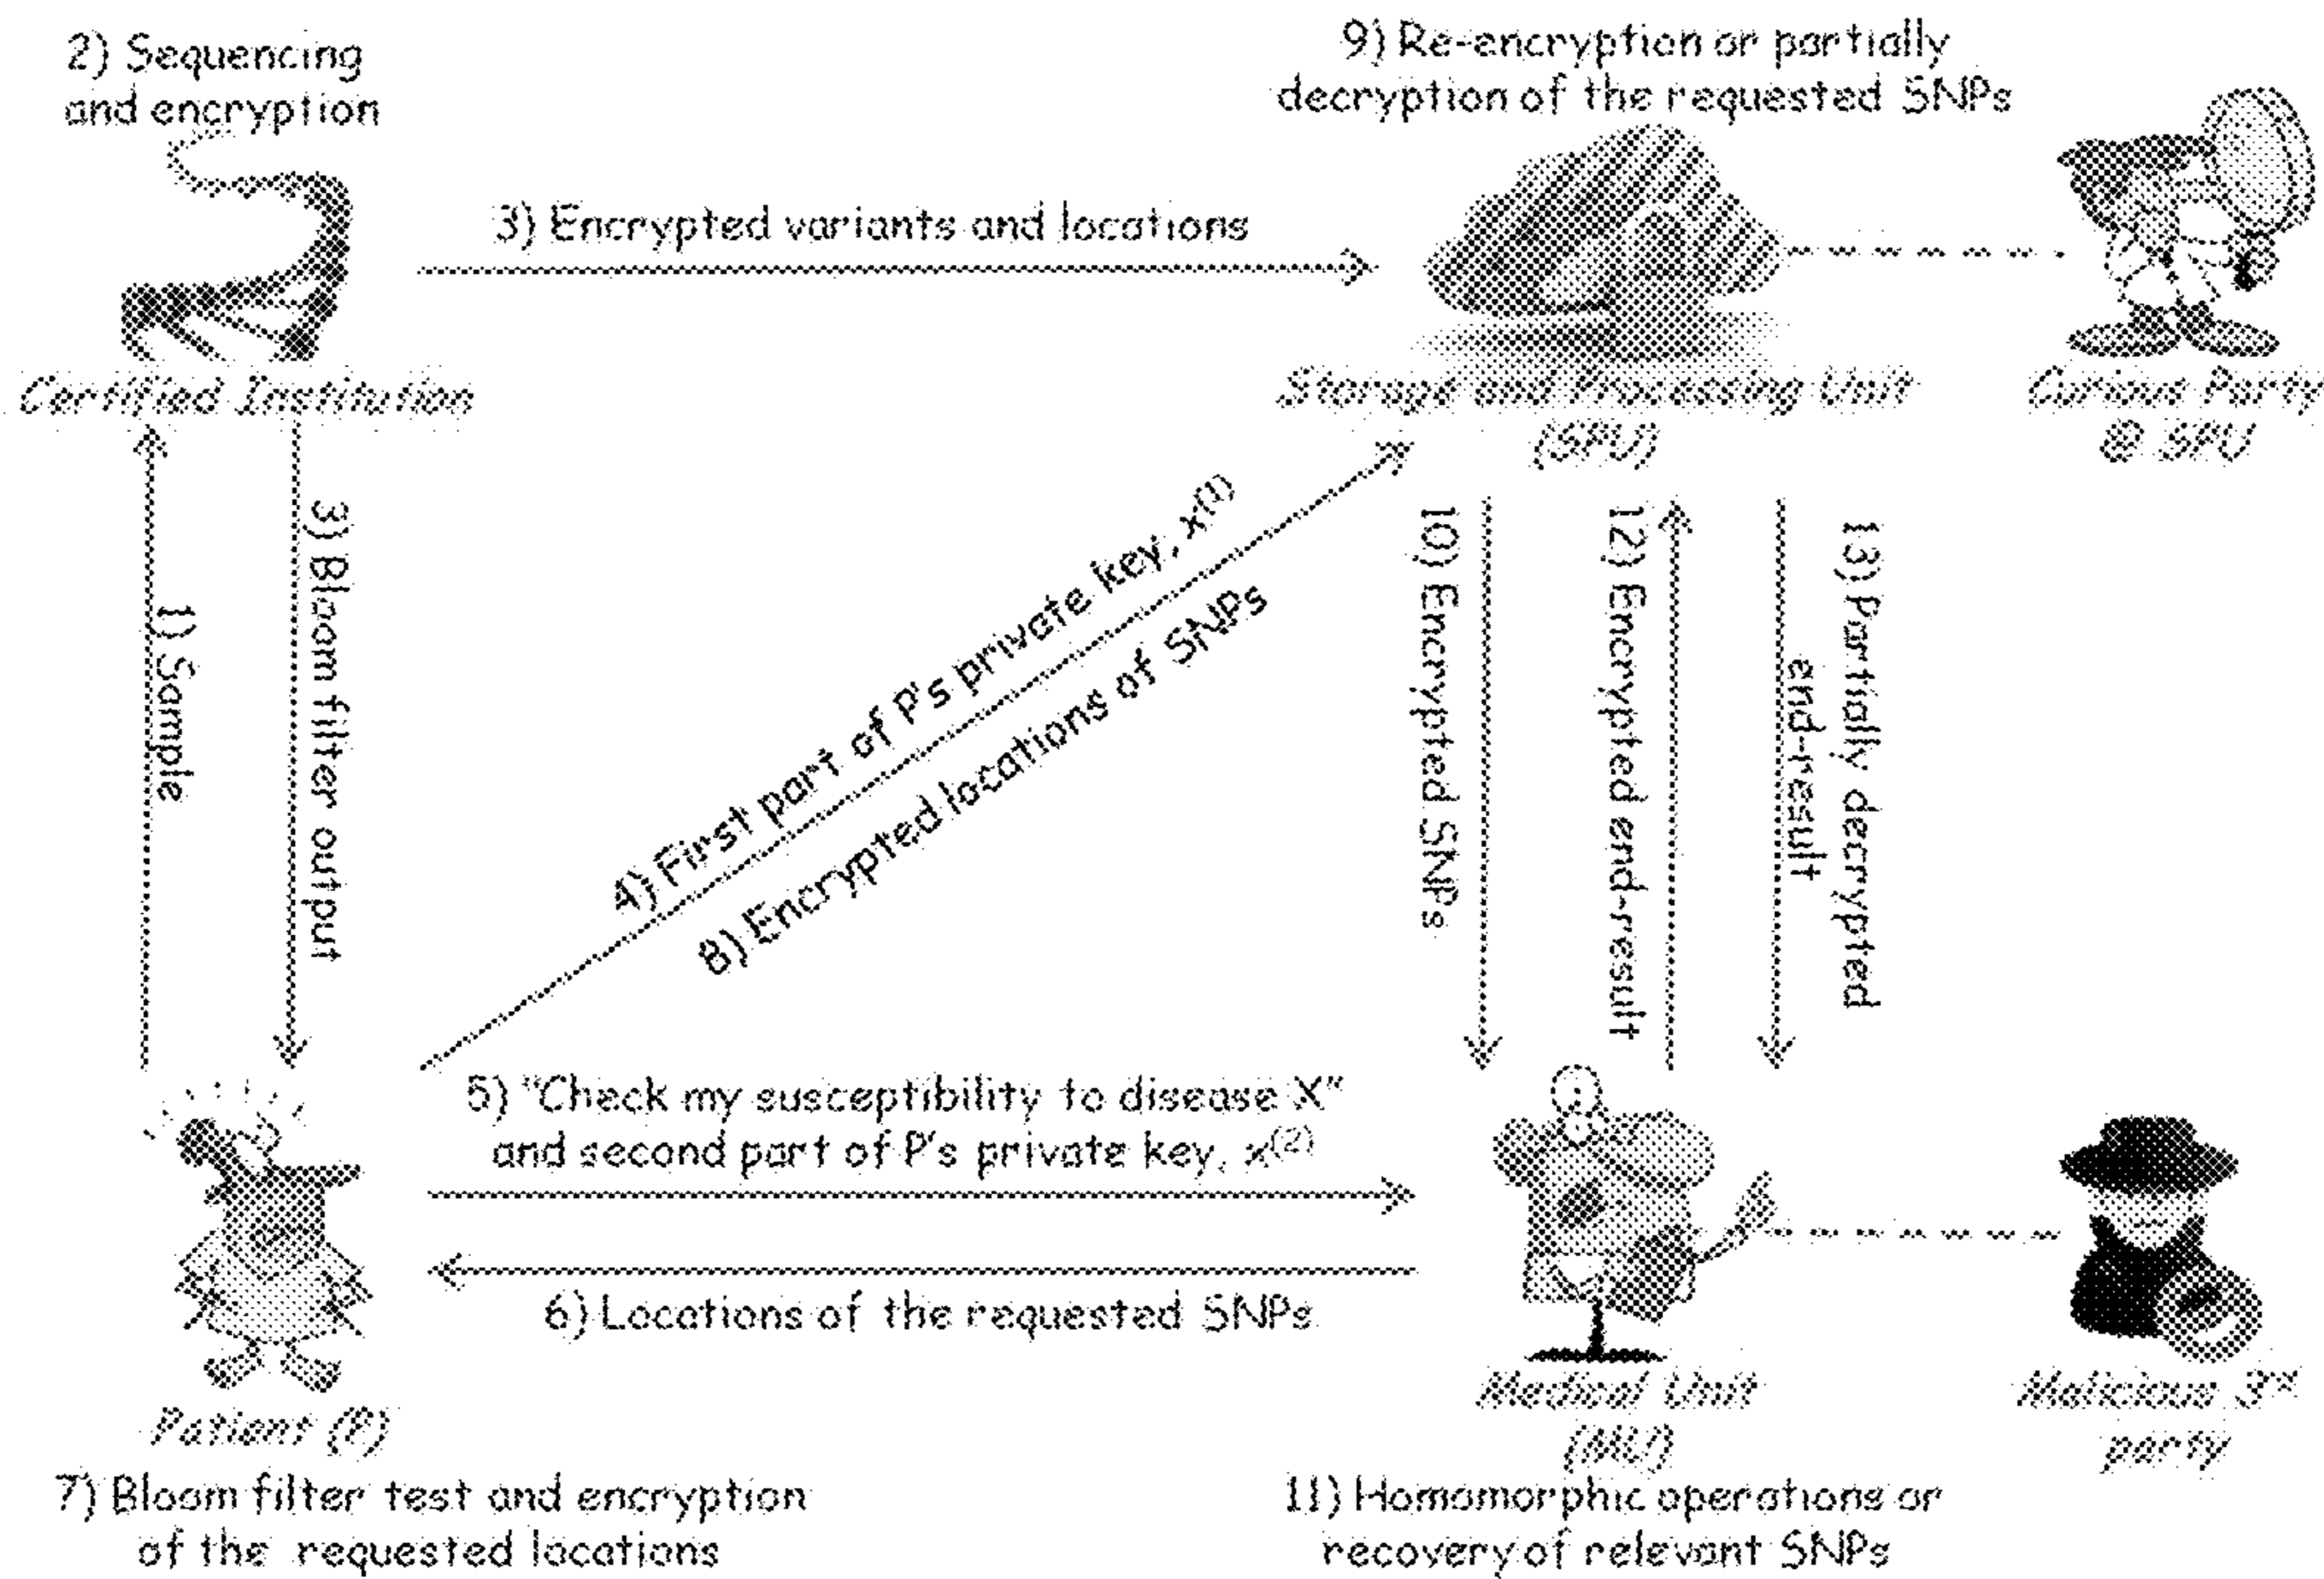 2) Sequencing
and encryption
9) Re-encryption or partially
decryption of the requested SNPs
3) Encrypted variants and locations
Certified Institution
Storage and Processing Unit
(SPU)
Curious Party
@ SPU
1) Sample
3) Bloom filter output
4) First part of P's private key, x(1)
8) Encrypted locations of SNPs
10) Encrypted SNPs
12) Encrypted end-result
13) Partially decrypted
end-result
5) "Check my susceptibility to disease X"
and second part of P's private key, x(2)
6) Locations of the requested SNPs
Patient (P)
Medical Unit
(MU)
Malicious 3rd
party
7) Bloom filter test and encryption
of the requested locations
11) Homomorphic operations or
recovery of relevant SNPs